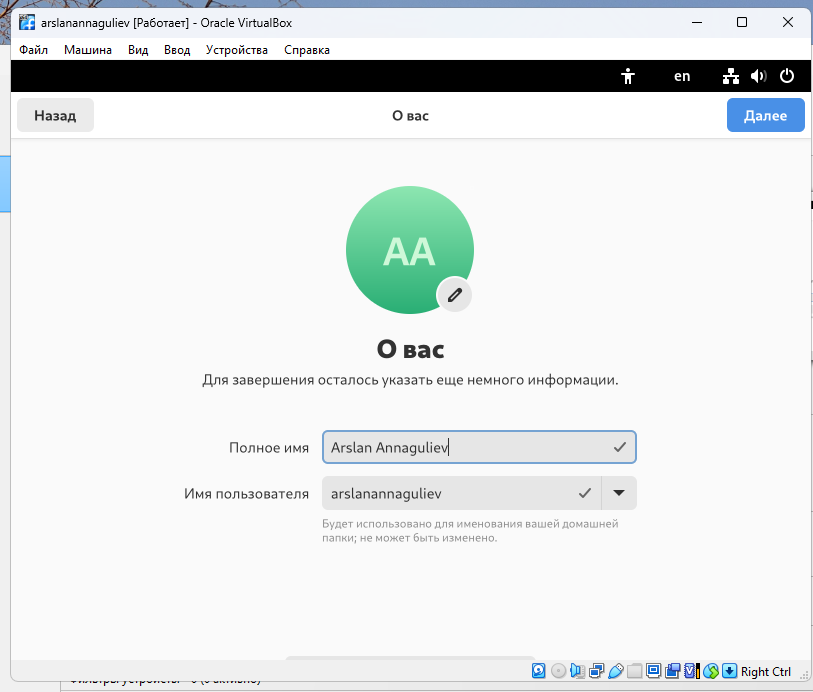 arslanannaguliev [Работает] - Oracle VirtualBox
Файл Машина Вид Ввод Устройства Справка
en
Назад О вас Далее
AA
О вас
Для завершения осталось указать еще немного информации.
Полное имя Arslan Annaguliev
Имя пользователя arslanannaguliev
Будет использовано для именования вашей домашней
папки; не может быть изменено.
Right Ctrl